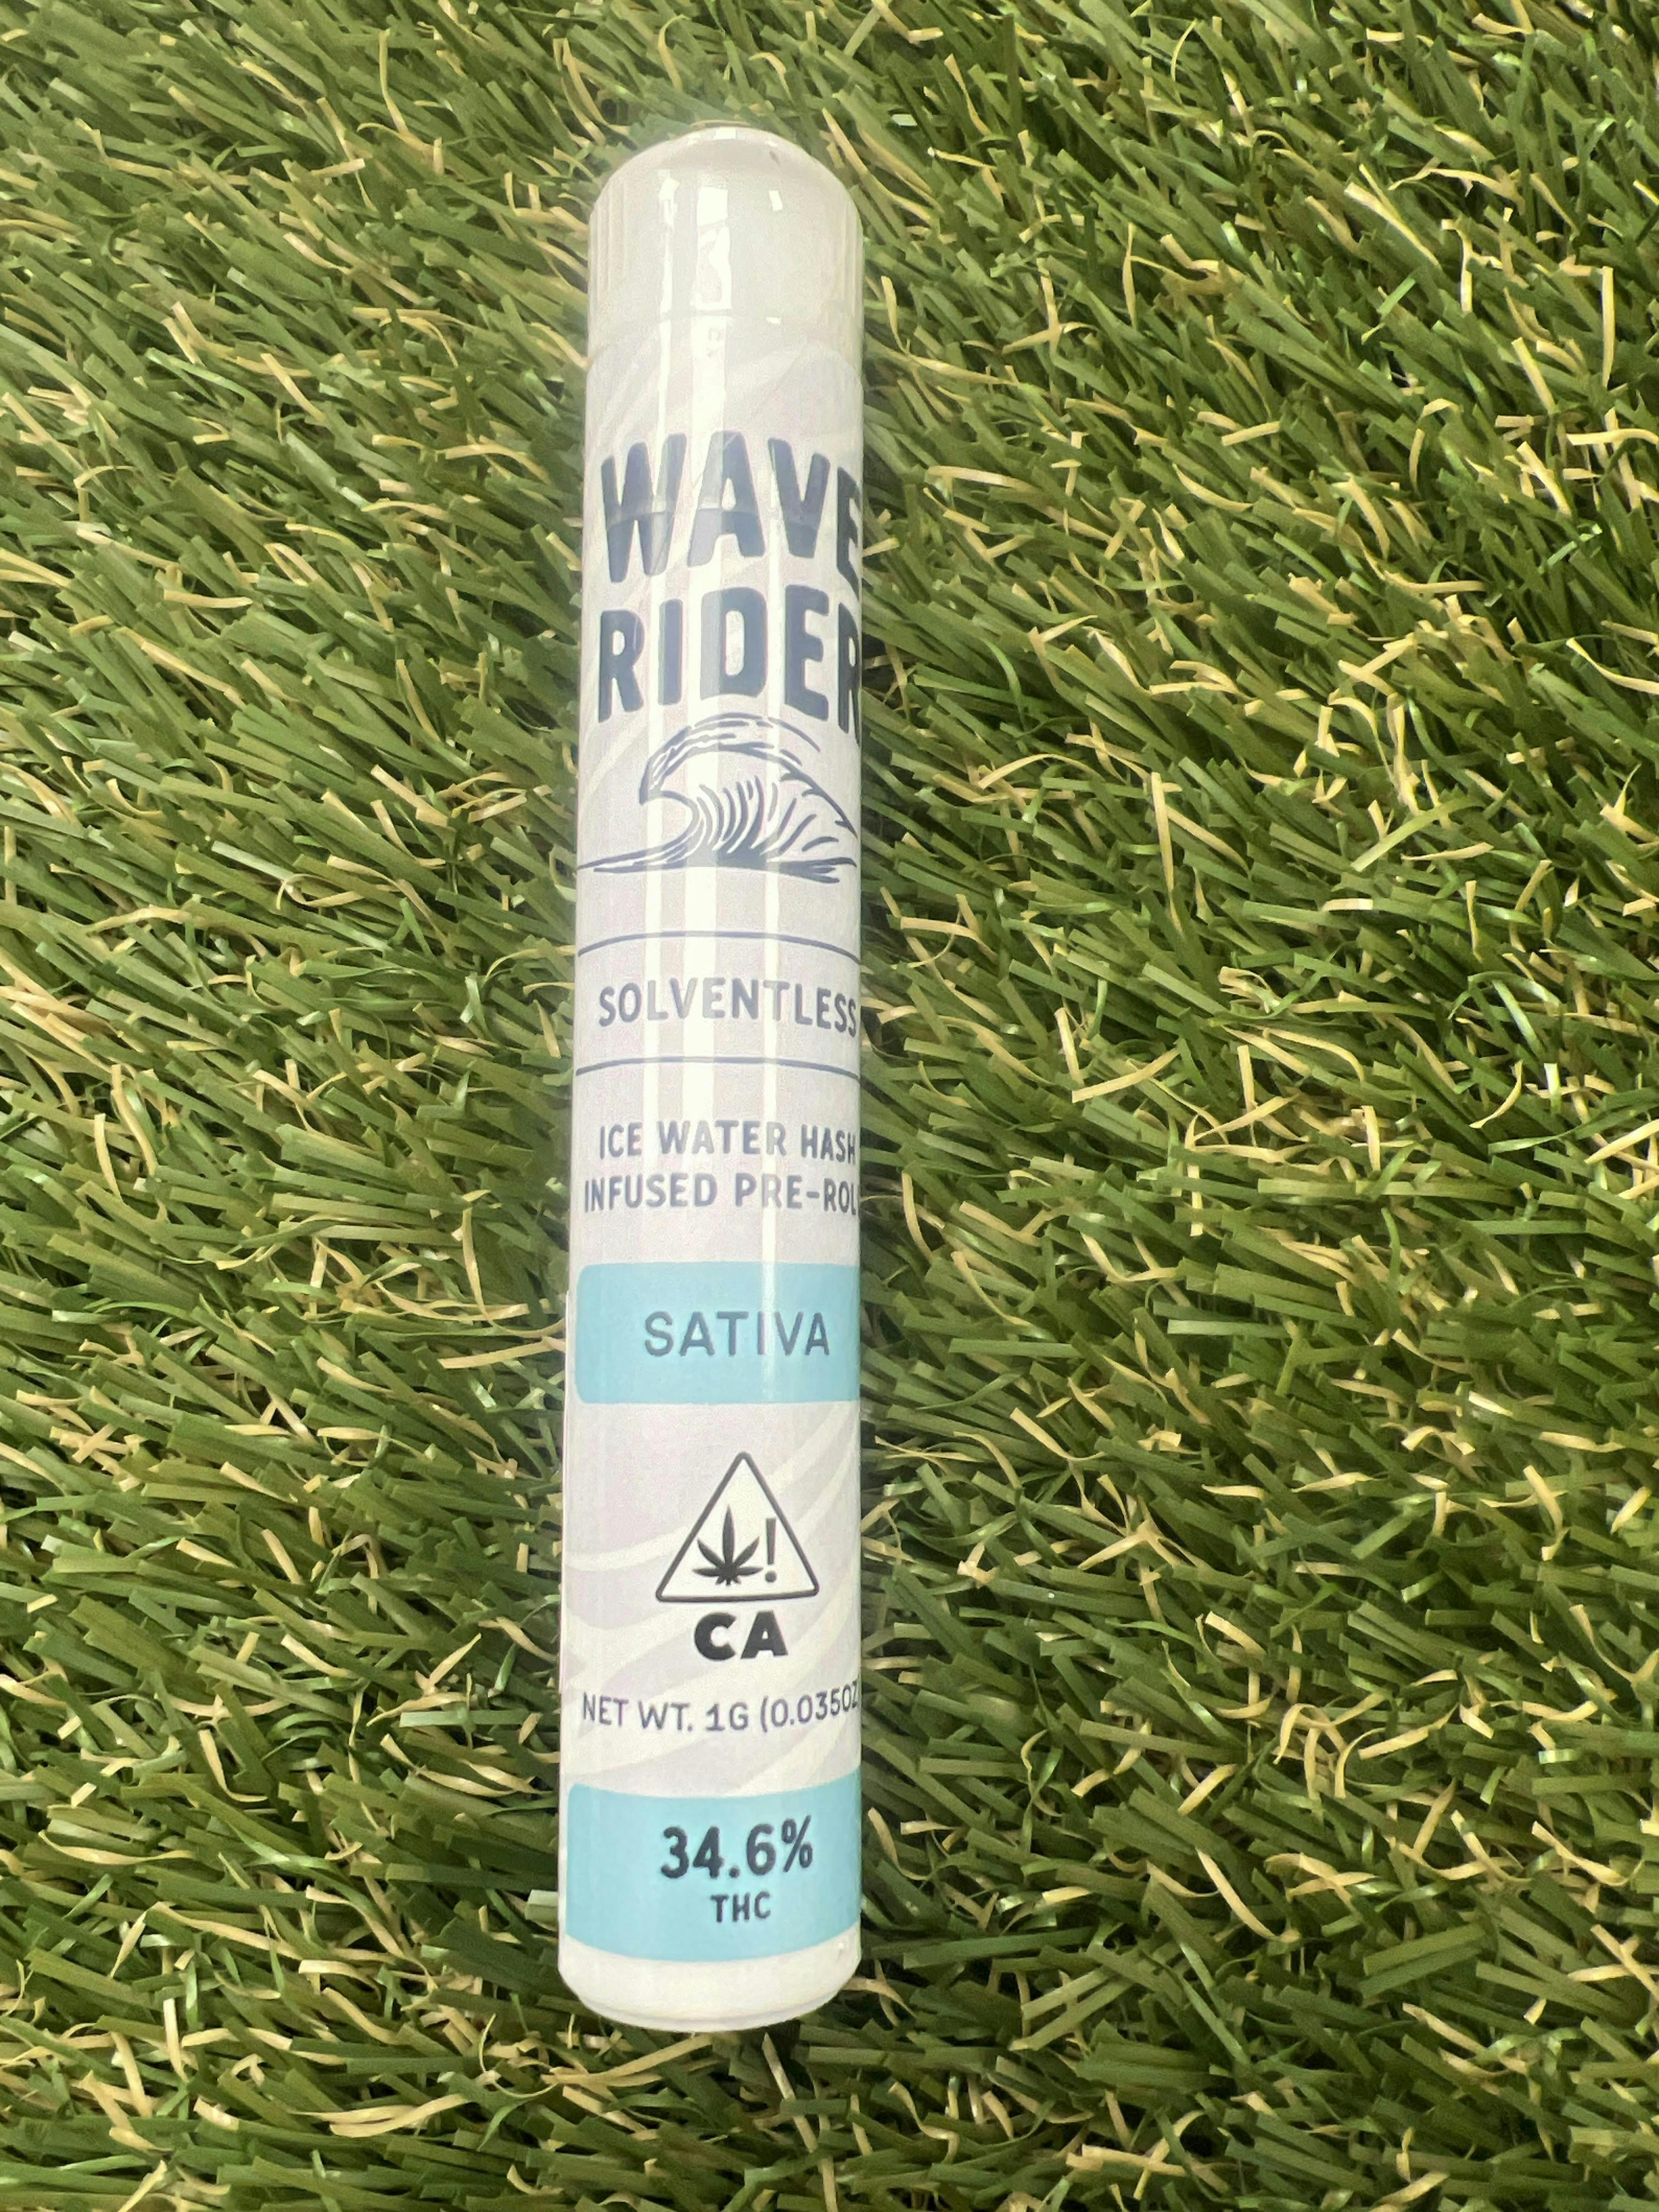 WAVE
RIDER
SOLVENTLESS
ICE WATER HASH
INFUSED PRE-ROL
SATIVA
!
CA
NET WT. 1G (0.035OZ
34.6%
THC